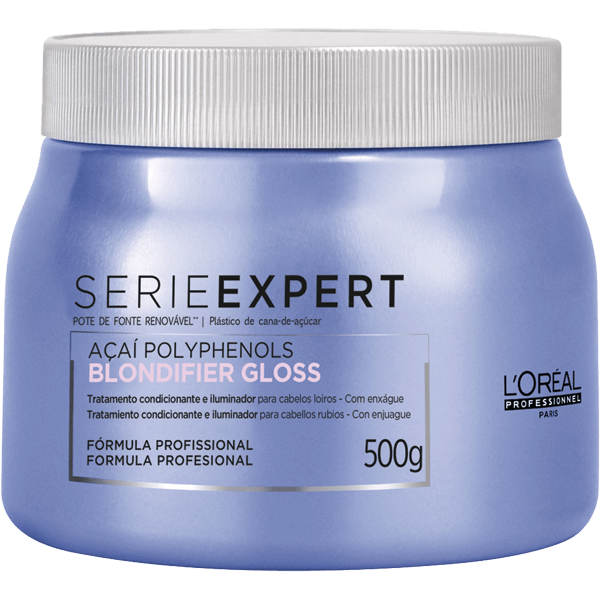 SERIEEXPERT
POTE DE FONTE RENOVÁVEL** | Plástico de cana-de-açúcar
AÇAÍ POLYPHENOLS
BLONDIFIER GLOSS
Tratamento condicionante e iluminador para cabelos loiros - Com enxágue
Tratamiento condicionante e iluminador para cabellos rubios - Con enjuague
FÓRMULA PROFISSIONAL
FORMULA PROFESIONAL
500g
L'ORÉAL
PROFESSIONNEL
PARIS